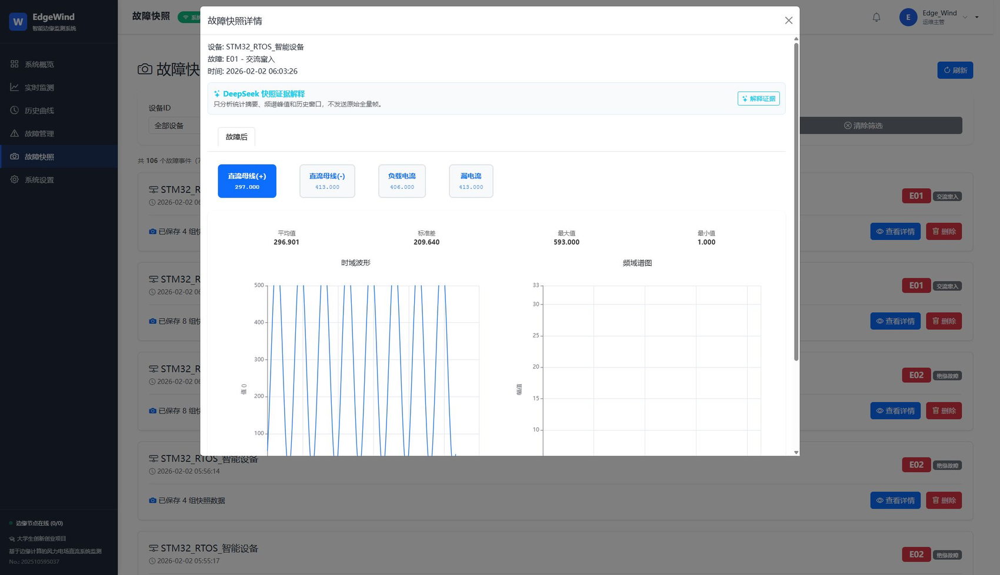 W
EdgeWind
智能边缘监测系统
系统概览
实时监测
历史曲线
故障管理
故障快照
系统设置
边缘节点在线 (0/0)
大学生创新创业项目
基于边缘计算的风力电场直流系统监测
No.: 202510595037
故障快照
系统
E
Edge_Wind
运维主管
故障快
刷新
设备ID
全部设备
清除筛选
共 106 个故障事件（7
STM32_R
2026-02-02 06
E01 交流窜入
已保存 4 组快
查看详情
删除
STM32_R
2026-02-02 06
E01 交流窜入
已保存 8 组快
查看详情
删除
STM32_R
2026-02-02 06
E02 绝缘故障
已保存 8 组快
查看详情
删除
STM32_RTOS_智能设备
2026-02-02 05:56:14
E02 绝缘故障
已保存 4 组快照数据
查看详情
删除
STM32_RTOS_智能设备
2026-02-02 05:55:17
E02 绝缘故障
故障快照详情
设备: STM32_RTOS_智能设备
故障: E01 - 交流窜入
时间: 2026-02-02 06:03:26
DeepSeek 快照证据解释
只分析统计摘要、频谱峰值和历史窗口，不发送原始全量帧。
解释证据
故障后
直流母线(+)
297.000
直流母线(-)
413.000
负载电流
406.000
漏电流
413.000
平均值
296.901
标准差
209.640
最大值
593.000
最小值
1.000
时域波形
500
400
300
200
100
值 ()
频域谱图
33
30
25
20
15
10
幅值